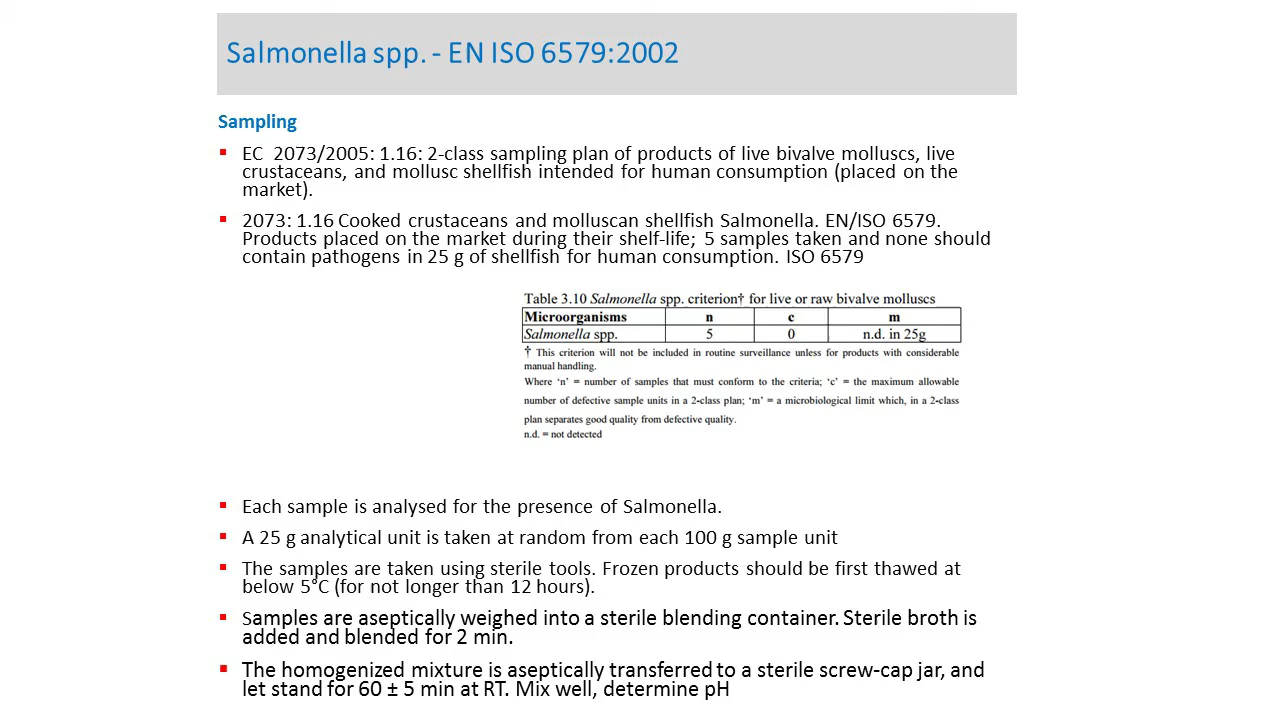 Salmonella spp. - EN ISO 6579:2002
Sampling
▪ EC 2073/2005: 1.16: 2-class sampling plan of products of live bivalve molluscs, live
crustaceans, and mollusc shellfish intended for human consumption (placed on the
market).
▪ 2073: 1.16 Cooked crustaceans and molluscan shellfish Salmonella. EN/ISO 6579.
Products placed on the market during their shelf-life; 5 samples taken and none should
contain pathogens in 25 g of shellfish for human consumption. ISO 6579
Table 3.10 Salmonella spp. criterion† for live or raw bivalve molluscs
Microorganisms n c m
Salmonella spp. 5 0 n.d. in 25g
† This criterion will not be included in routine surveillance unless for products with considerable
manual handling.
Where ‘n’ = number of samples that must conform to the criteria; ‘c’ = the maximum allowable
number of defective sample units in a 2-class plan; ‘m’ = a microbiological limit which, in a 2-class
plan separates good quality from defective quality.
n.d. = not detected
▪ Each sample is analysed for the presence of Salmonella.
▪ A 25 g analytical unit is taken at random from each 100 g sample unit
▪ The samples are taken using sterile tools. Frozen products should be first thawed at
below 5°C (for not longer than 12 hours).
▪ Samples are aseptically weighed into a sterile blending container. Sterile broth is
added and blended for 2 min.
▪ The homogenized mixture is aseptically transferred to a sterile screw-cap jar, and
let stand for 60 ± 5 min at RT. Mix well, determine pH